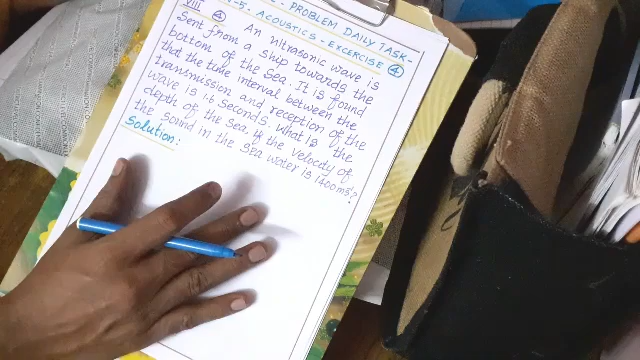 PROBLEM DAILY TASK-
5. ACOUSTICS - EXCERCISE ④
VIII ④ An ultrasonic wave is
sent from a ship towards the
bottom of the sea. It is found
that the time interval between the
transmission and reception of the
wave is 1.6 seconds. What is the
depth of the sea, if the velocity of
the sound in the sea water is 1400ms⁻¹?
Solution: